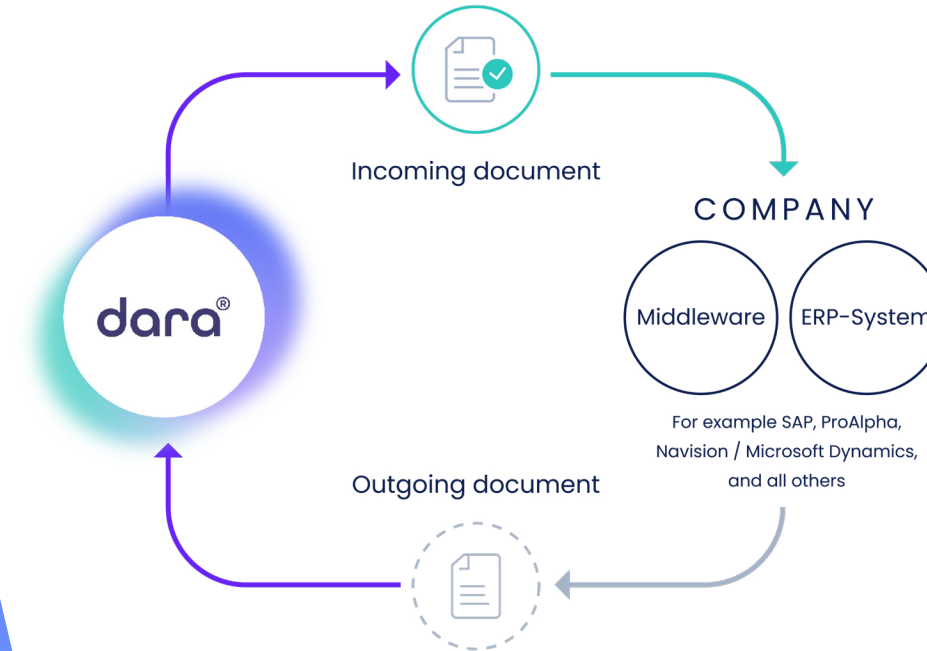 Incoming document
COMPANY
dara®
Middleware
ERP-System
For example SAP, ProAlpha,
Navision / Microsoft Dynamics,
and all others
Outgoing document